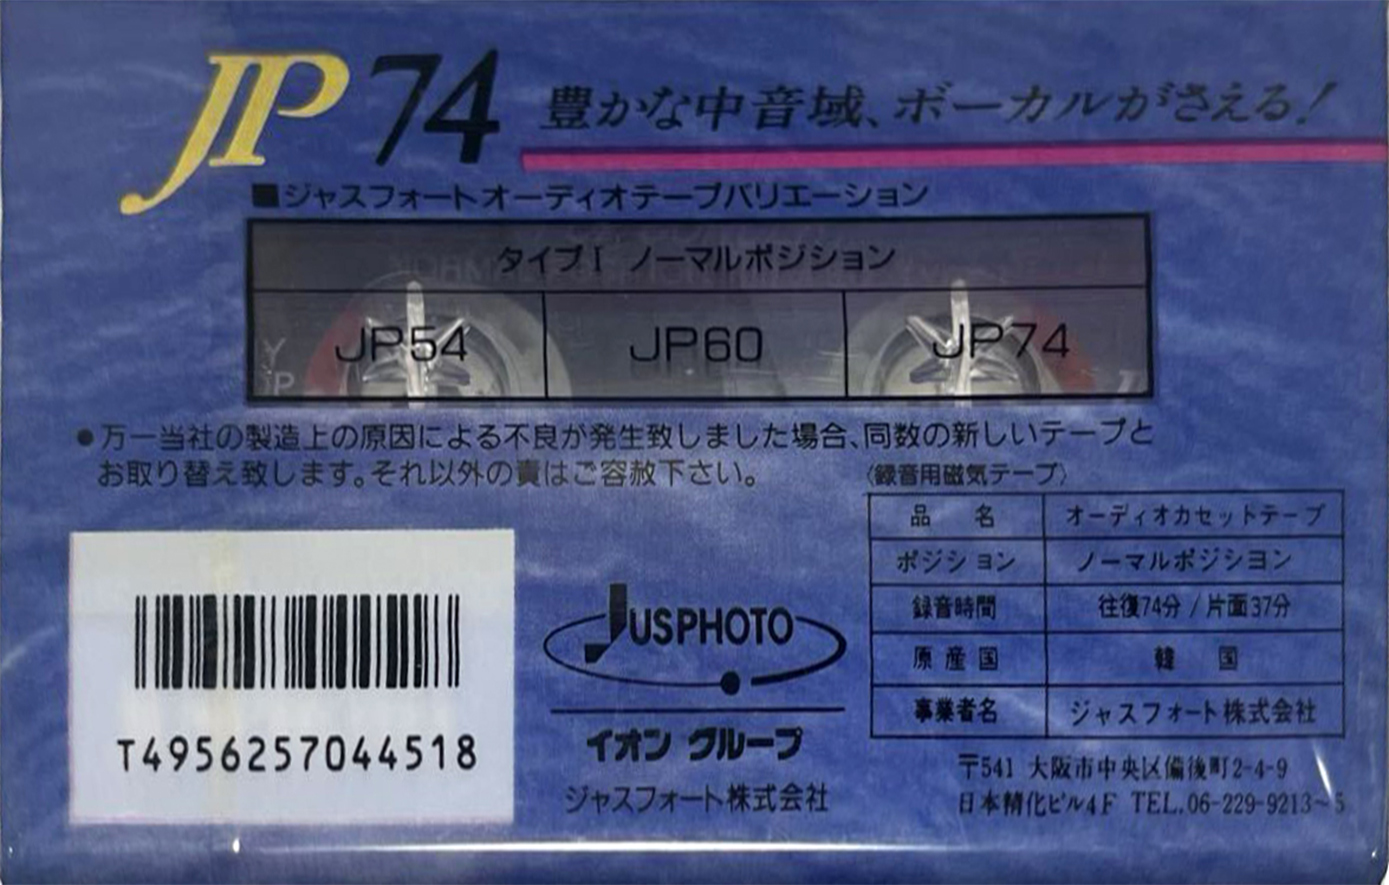 JP 74 豊かな中音域、ボーカルがさえる!
■ジャスフォートオーディオテープバリエーション
タイプI ノーマルポジション
JP54 JP60 JP74
●万一当社の製造上の原因による不良が発生致しました場合、同数の新しいテープと
お取り替え致します。それ以外の責はご容赦下さい。
〈録音用磁気テープ〉
品名 オーディオカセットテープ
ポジション ノーマルポジション
録音時間 往復74分/片面37分
原産国 韓国
事業者名 ジャスフォート株式会社
〒541 大阪市中央区備後町2-4-9
日本精化ビル4F TEL.06-229-9213~5
JUSPHOTO
イオン グループ
ジャスフォート株式会社
T4956257044518